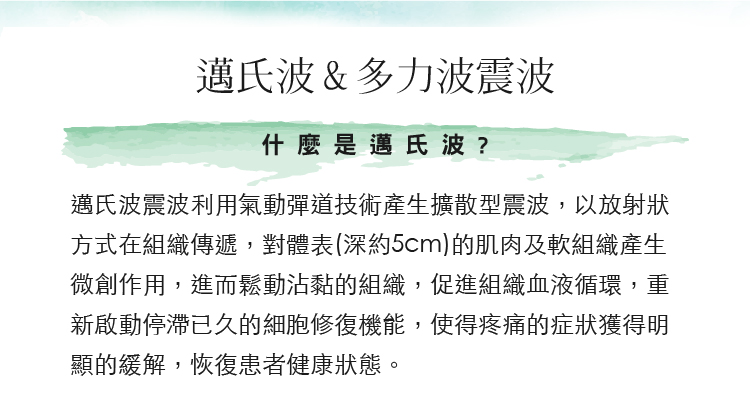 邁氏波＆多力波震波
什麼是邁氏波?
邁氏波震波利用氣動彈道技術產生擴散型震波，以放射狀
方式在組織傳遞，對體表(深約5cm)的肌肉及軟組織產生
微創作用，進而鬆動沾黏的組織，促進組織血液循環，重
新啟動停滯已久的細胞修復機能，使得疼痛的症狀獲得明
顯的緩解，恢復患者健康狀態。